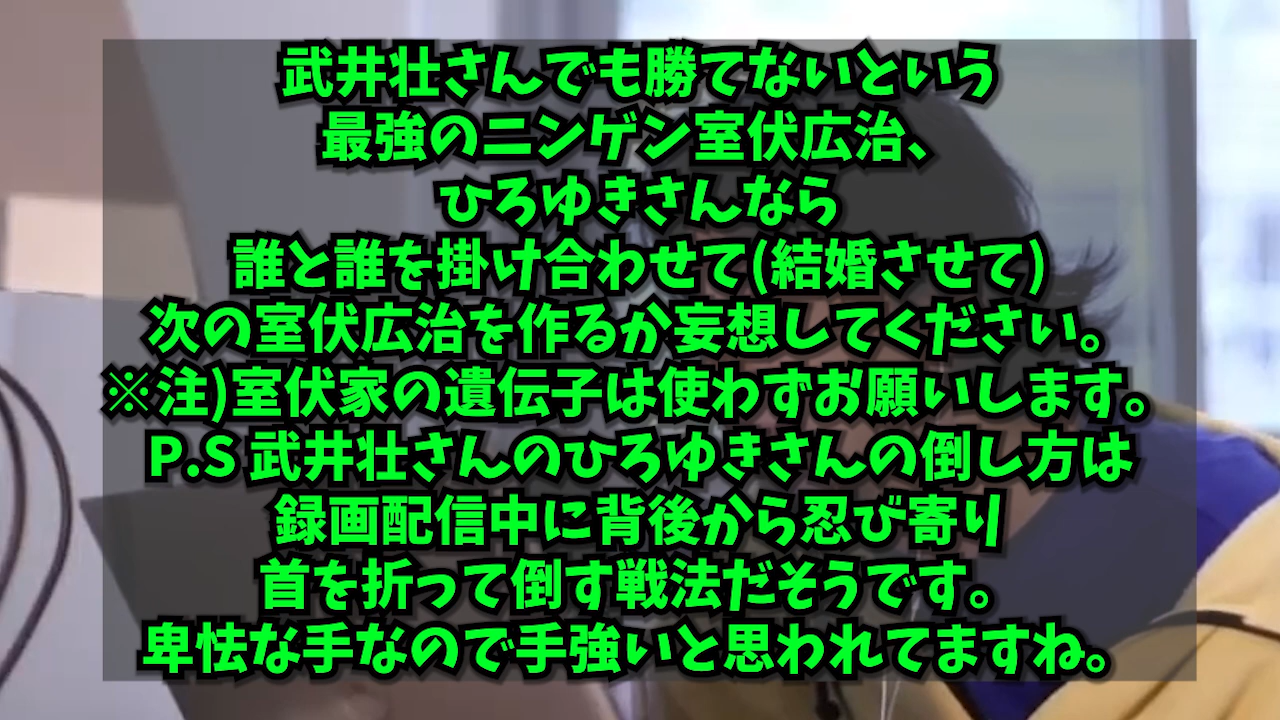 武井壮さんでも勝てないという
最強のニンゲン室伏広治、
ひろゆきさんなら
誰と誰を掛け合わせて(結婚させて)
次の室伏広治を作るか妄想してください。
※注)室伏家の遺伝子は使わずお願いします。
P.S 武井壮さんのひろゆきさんの倒し方は
録画配信中に背後から忍び寄り
首を折って倒す戦法だそうです。
卑怯な手なので手強いと思われてますね。